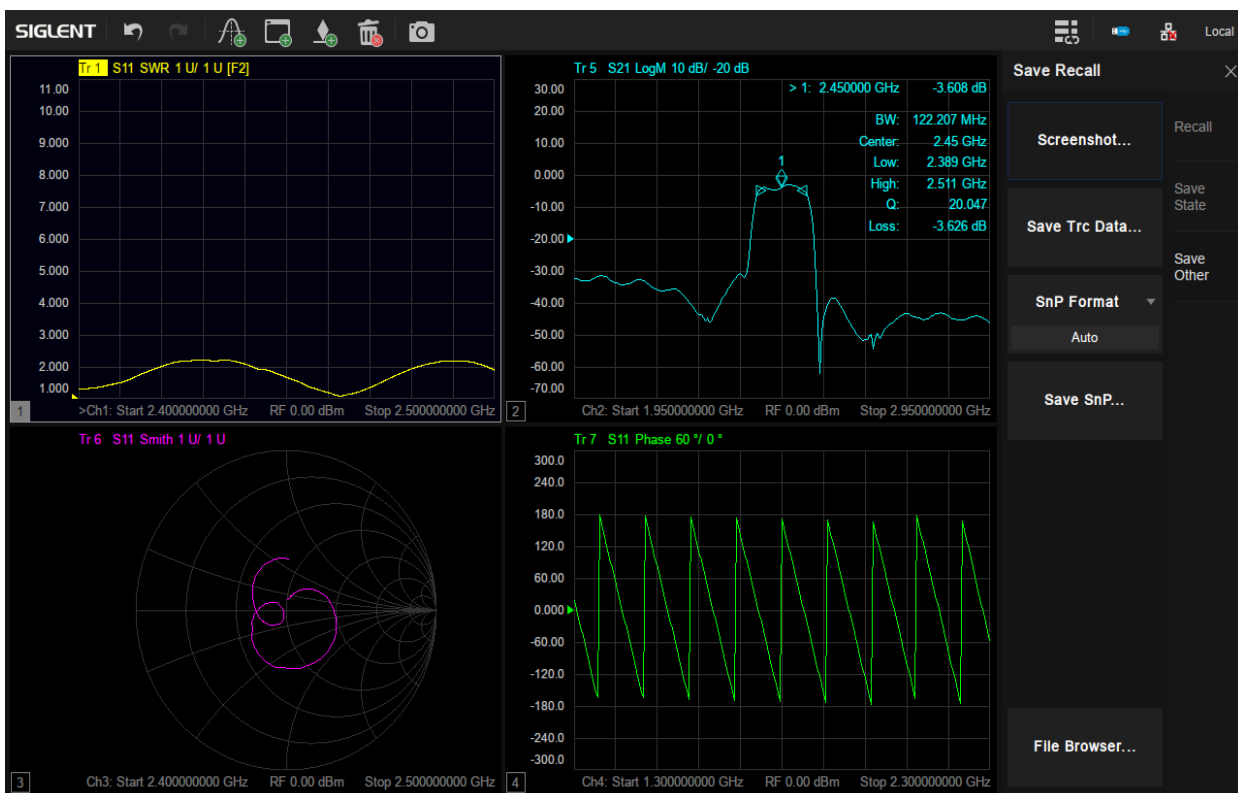 SIGLENT
Local
Tr 1 S11 SWR 1 U/ 1 U [F2]
11.00
10.00
9.000
8.000
7.000
6.000
5.000
4.000
3.000
2.000
1.000
1 >Ch1: Start 2.400000000 GHz RF 0.00 dBm Stop 2.500000000 GHz
Tr 5 S21 LogM 10 dB/ -20 dB
> 1: 2.450000 GHz -3.608 dB
BW: 122.207 MHz
Center: 2.45 GHz
Low: 2.389 GHz
High: 2.511 GHz
Q: 20.047
Loss: -3.626 dB
1
30.00
20.00
10.00
0.000
-10.00
-20.00
-30.00
-40.00
-50.00
-60.00
-70.00
2 Ch2: Start 1.950000000 GHz RF 0.00 dBm Stop 2.950000000 GHz
Tr 6 S11 Smith 1 U/ 1 U
3 Ch3: Start 2.400000000 GHz RF 0.00 dBm Stop 2.500000000 GHz
Tr 7 S11 Phase 60 °/ 0 °
300.0
240.0
180.0
120.0
60.00
0.000
-60.00
-120.0
-180.0
-240.0
-300.0
4 Ch4: Start 1.300000000 GHz RF 0.00 dBm Stop 2.300000000 GHz
Save Recall
Screenshot...
Save Trc Data...
SnP Format
Auto
Save SnP...
File Browser...
Recall
Save
State
Save
Other